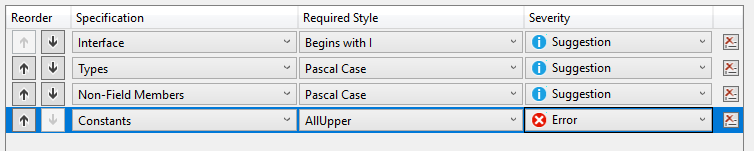 Reorder Specification Required Style Severity
Interface Begins with I Suggestion
Types Pascal Case Suggestion
Non-Field Members Pascal Case Suggestion
Constants AllUpper Error